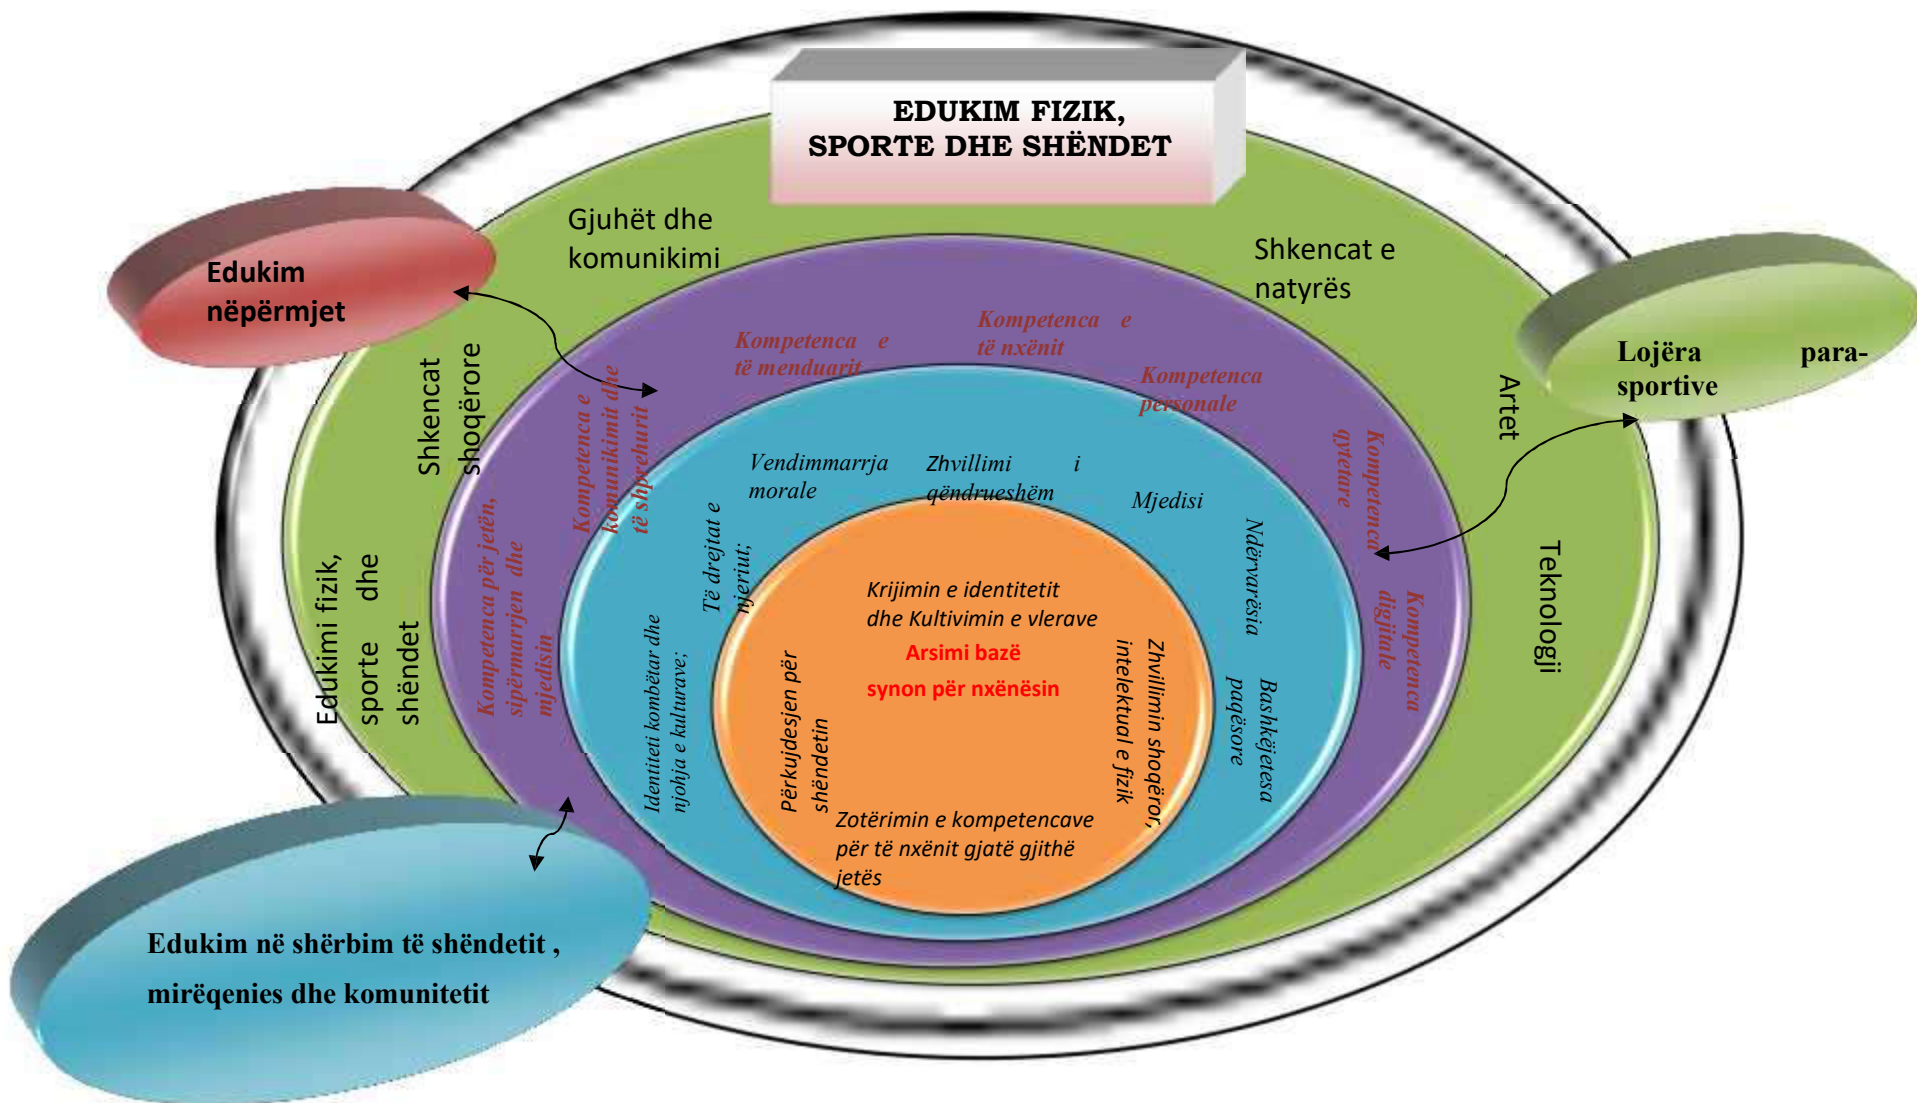 EDUKIM FIZIK,
SPORTE DHE SHËNDET
Gjuhët dhe
komunikimi
Shkencat e
natyrës
Edukim
nëpërmjet
Lojëra para-
sportive
Shkencat
shoqërore
Artet
Edukimi fizik,
sporte dhe
shëndet
Teknologji
Kompetenca e
të menduarit
Kompetenca e
të nxënit
Kompetenca
personale
Kompetenca e
komunikimit dhe
të shprehurit
Kompetenca
qytetare
Kompetenca për jetën,
sipërmarrjen dhe
mjedisin
Kompetenca
digjitale
Vendimmarrja
morale
Zhvillimi i
qëndrueshëm
Mjedisi
Të drejtat e
njeriut;
Ndërvarësia
Identiteti kombëtar dhe
njohja e kulturave;
Bashkëjetesa
paqësore
Krijimin e identitetit
dhe Kultivimin e vlerave
Arsimi bazë
synon për nxënësin
Përkujdesjen për
shëndetin
Zhvillimin shoqëror,
intelektual e fizik
Zotërimin e kompetencave
për të nxënit gjatë gjithë
jetës
Edukim në shërbim të shëndetit ,
mirëqenies dhe komunitetit